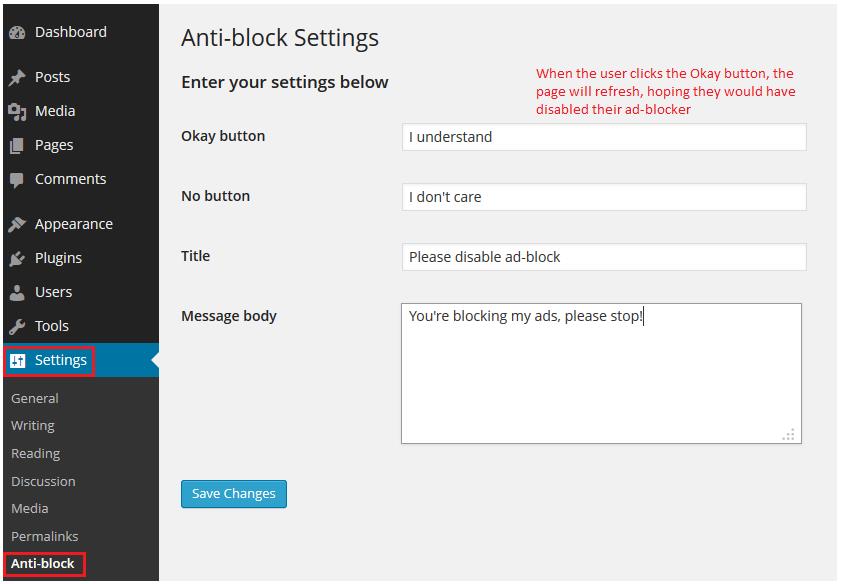 Dashboard
Posts
Media
Pages
Comments
Appearance
Plugins
Users
Tools
Settings
General
Writing
Reading
Discussion
Media
Permalinks
Anti-block
Anti-block Settings
Enter your settings below
When the user clicks the Okay button, the
page will refresh, hoping they would have
disabled their ad-blocker
Okay button
I understand
No button
I don't care
Title
Please disable ad-block
Message body
You're blocking my ads, please stop!
Save Changes